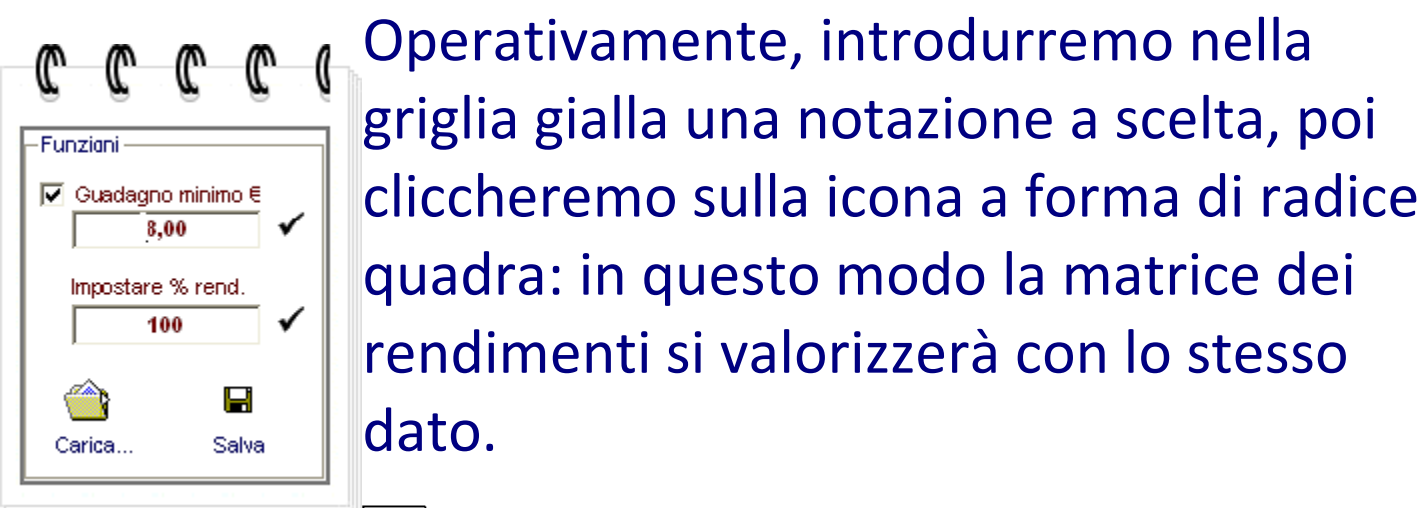 Funzioni
Guadagno minimo €
8,00
Impostare % rend.
100
Carica...
Salva
Operativamente, introdurremo nella
griglia gialla una notazione a scelta, poi
cliccheremo sulla icona a forma di radice
quadra: in questo modo la matrice dei
rendimenti si valorizzerà con lo stesso
dato.